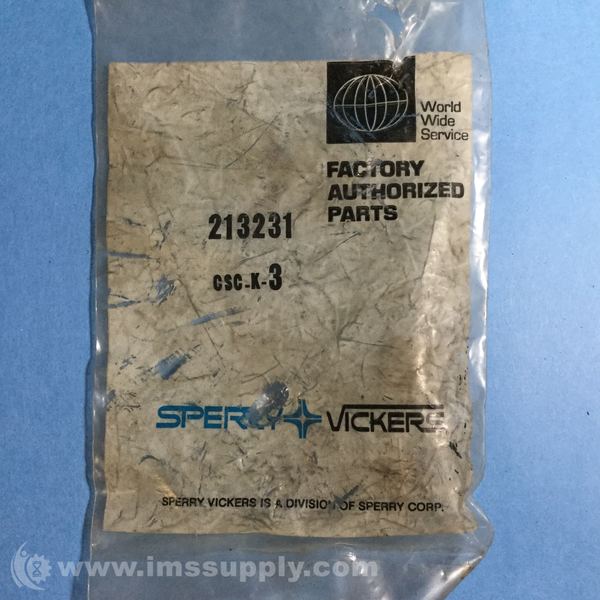 World
Wide
Service
FACTORY
AUTHORIZED
PARTS
213231
CSC-K-3
SPERRY VICKERS
SPERRY VICKERS IS A DIVISION OF SPERRY CORP.
www.imssupply.com